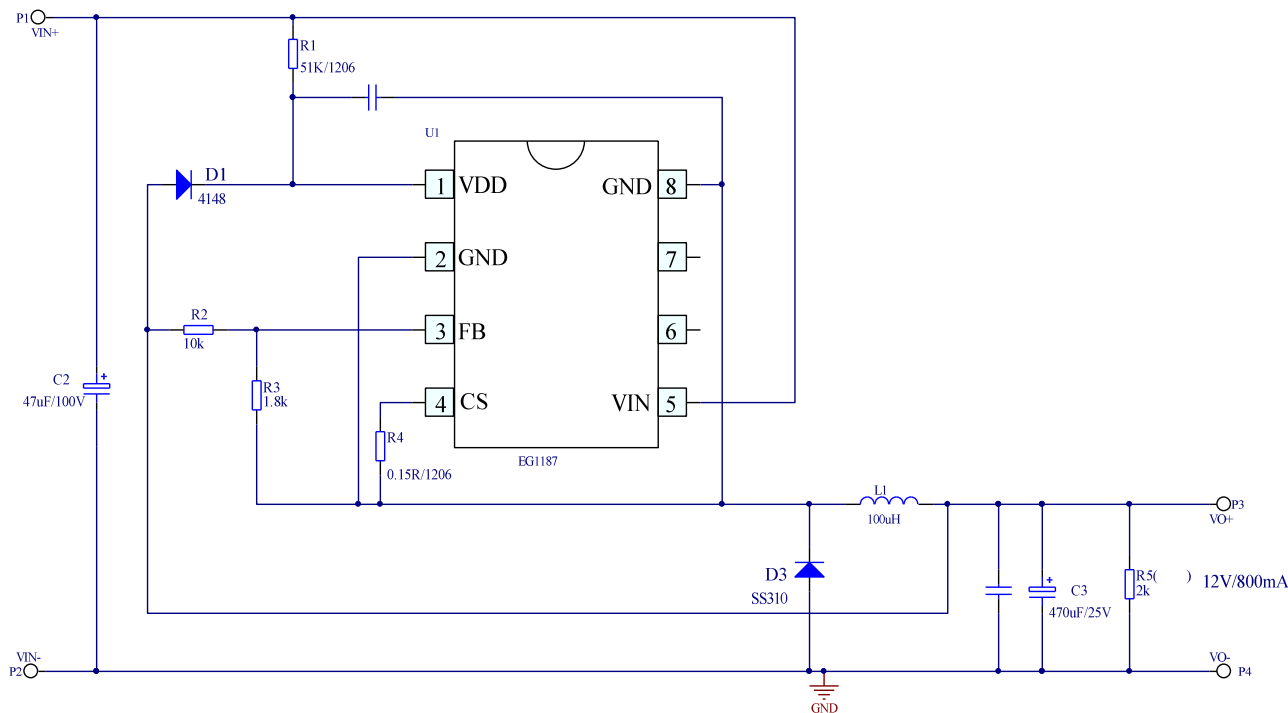 P1
VIN+
R1
51K/1206
U1
D1
4148
1 VDD
GND 8
2 GND
7
R2
10k
3 FB
6
C2
47uF/100V
R3
1.8k
4 CS
VIN 5
R4
0.15R/1206
EG1187
L1
100uH
P3
VO+
D3
SS310
C3
470uF/25V
R5( )
2k
12V/800mA
VIN-
P2
VO-
P4
GND